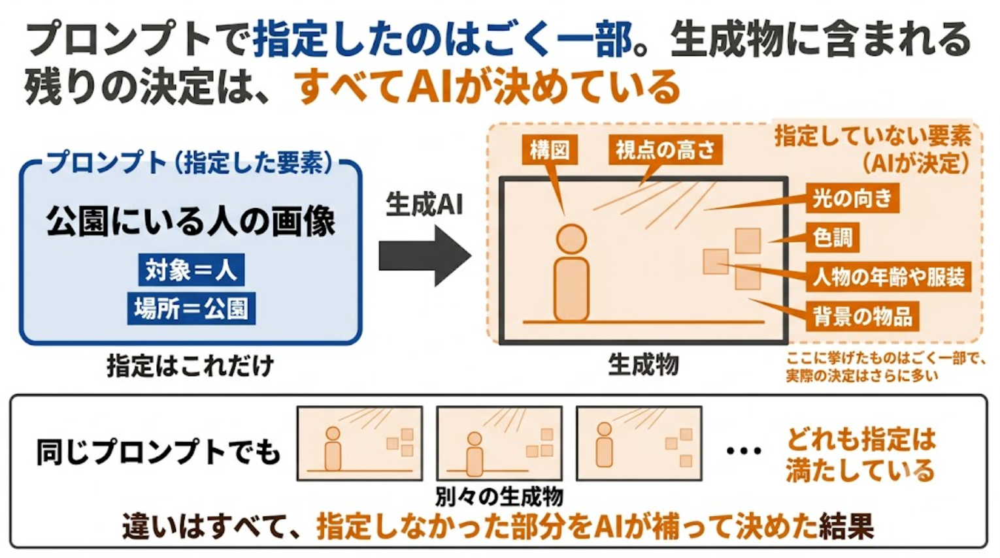 プロンプトで指定したのはごく一部。生成物に含まれる
残りの決定は、すべてAIが決めている
プロンプト（指定した要素）
公園にいる人の画像
対象＝人
場所＝公園
指定はこれだけ
生成AI
構図
視点の高さ
指定していない要素
（AIが決定）
光の向き
色調
人物の年齢や服装
背景の物品
生成物
ここに挙げたものはごく一部で、
実際の決定はさらに多い
同じプロンプトでも
別々の生成物
…
どれも指定は
満たしている
違いはすべて、指定しなかった部分をAIが補って決めた結果